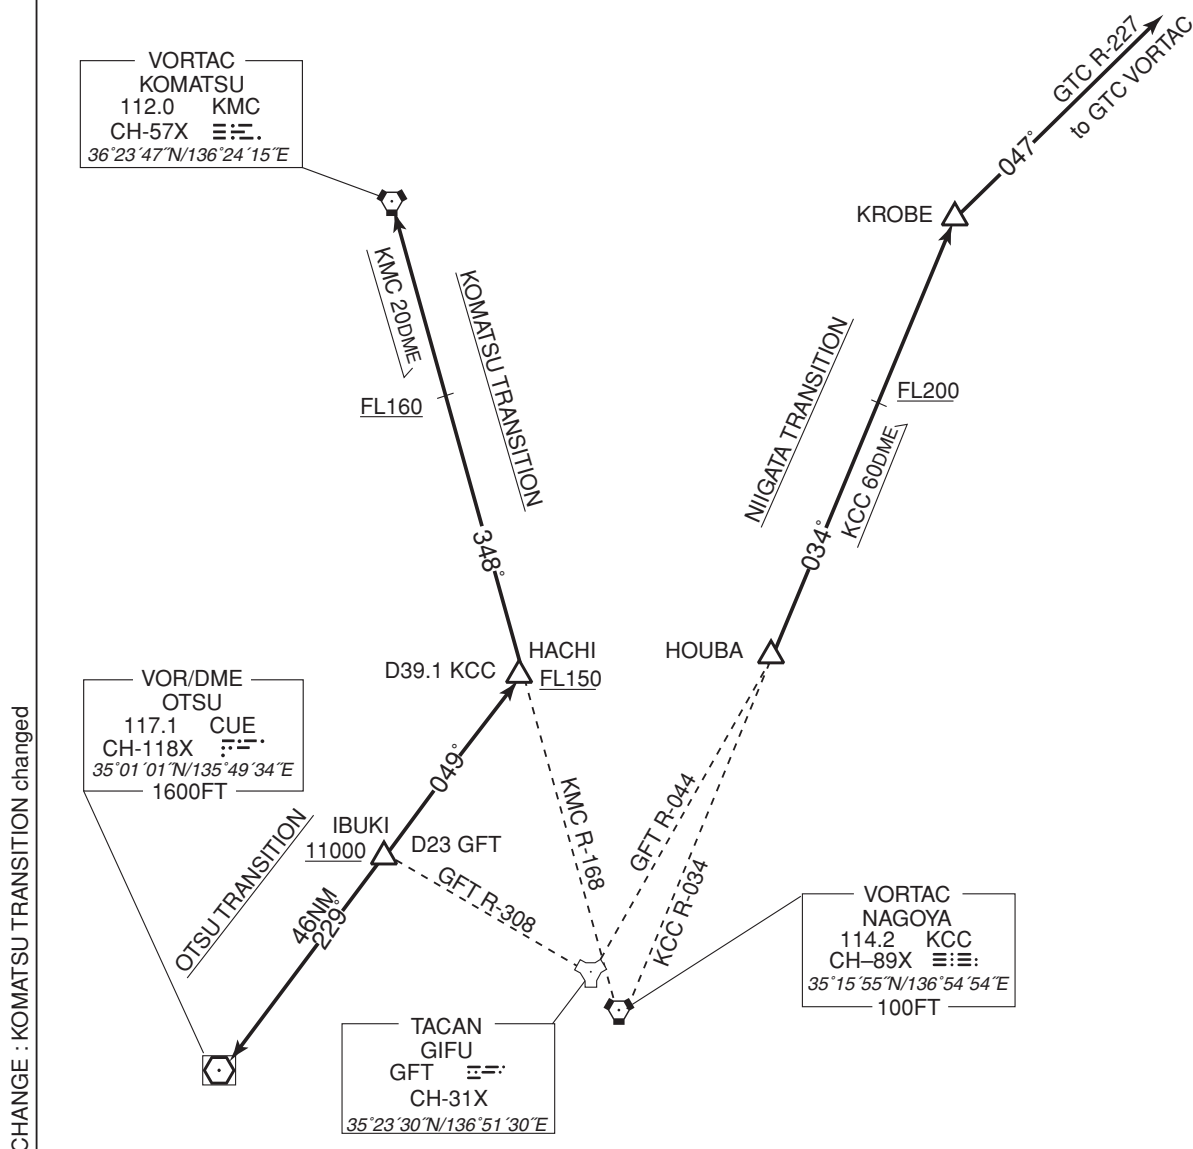 VORTAC
KOMATSU
112.0 KMC
CH-57X
36°23´47˝N/136°24´15˝E
GTC R-227
to GTC VORTAC
047°
KROBE
KMC 20DME
KOMATSU TRANSITION
FL160
348°
NIIGATA TRANSITION
FL200
KCC 60DME
034°
HACHI
D39.1 KCC
FL150
HOUBA
VOR/DME
OTSU
117.1 CUE
CH-118X
35°01´01˝N/135°49´34˝E
1600FT
049°
IBUKI
11000
D23 GFT
OTSU TRANSITION
46NM
229°
GFT R-308
KMC R-168
GFT R-044
KCC R-034
VORTAC
NAGOYA
114.2 KCC
CH–89X
35°15´55˝N/136°54´54˝E
100FT
TACAN
GIFU
GFT
CH-31X
35°23´30˝N/136°51´30˝E
CHANGE : KOMATSU TRANSITION changed